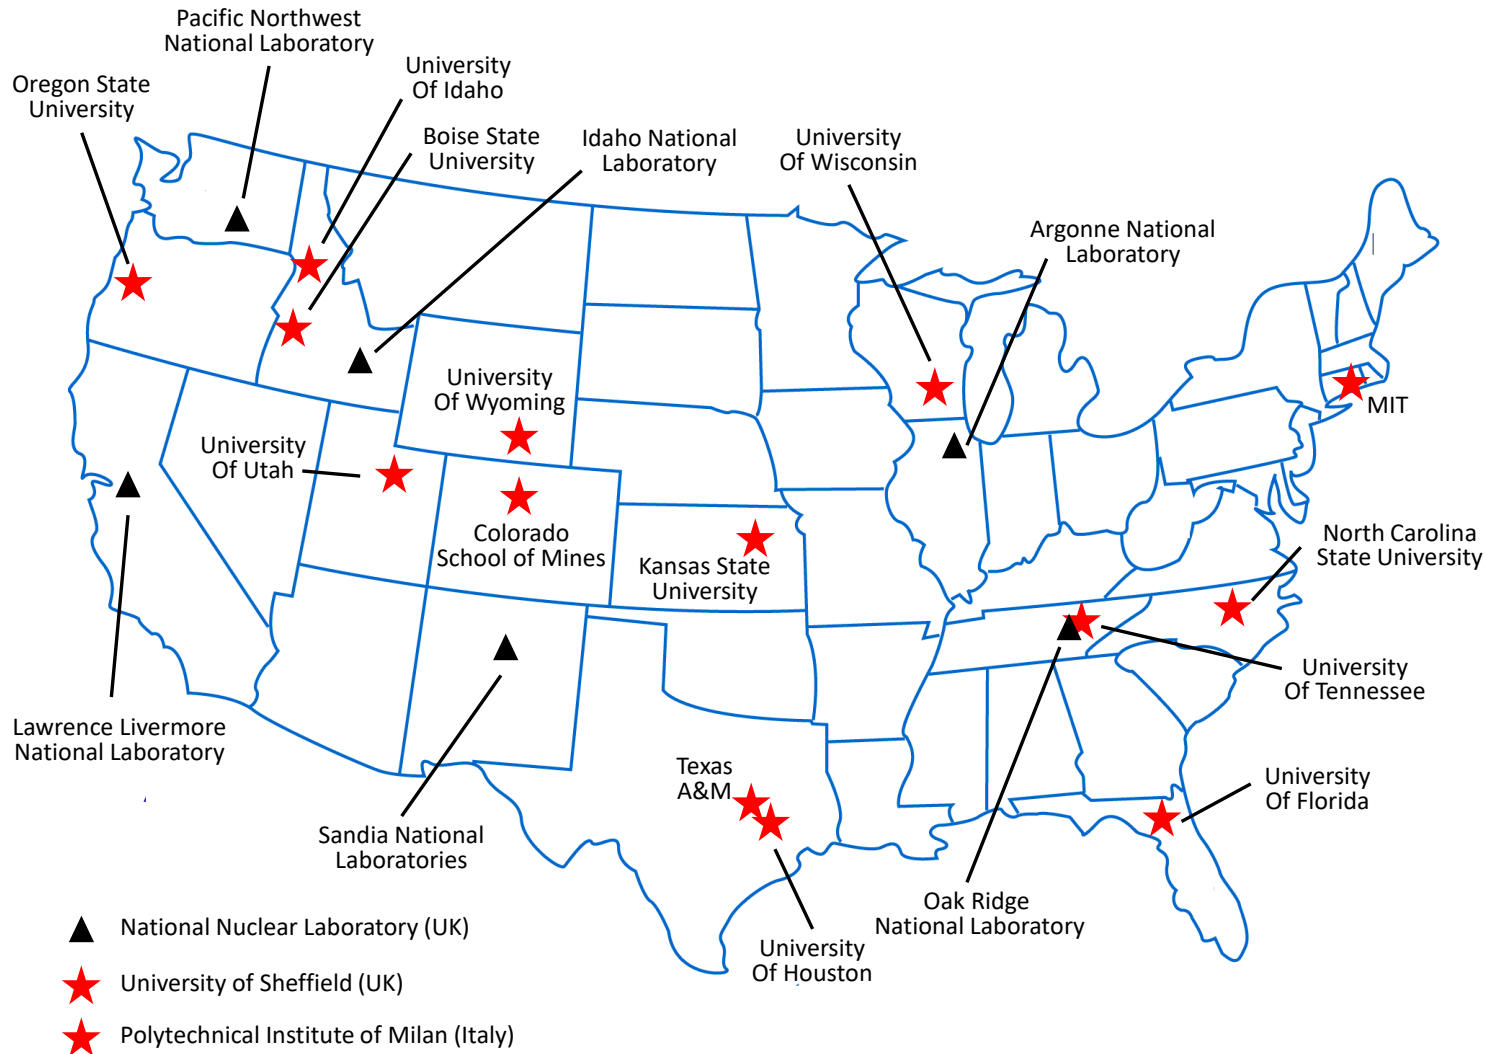 Pacific Northwest
National Laboratory
Oregon State
University
University
Of Idaho
Boise State
University
Idaho National
Laboratory
University
Of Wisconsin
Argonne National
Laboratory
University
Of Wyoming
MIT
University
Of Utah
Colorado
School of Mines
Kansas State
University
North Carolina
State University
University
Of Tennessee
Lawrence Livermore
National Laboratory
Texas
A&M
University
Of Florida
Sandia National
Laboratories
Oak Ridge
National Laboratory
University
Of Houston
National Nuclear Laboratory (UK)
University of Sheffield (UK)
Polytechnical Institute of Milan (Italy)